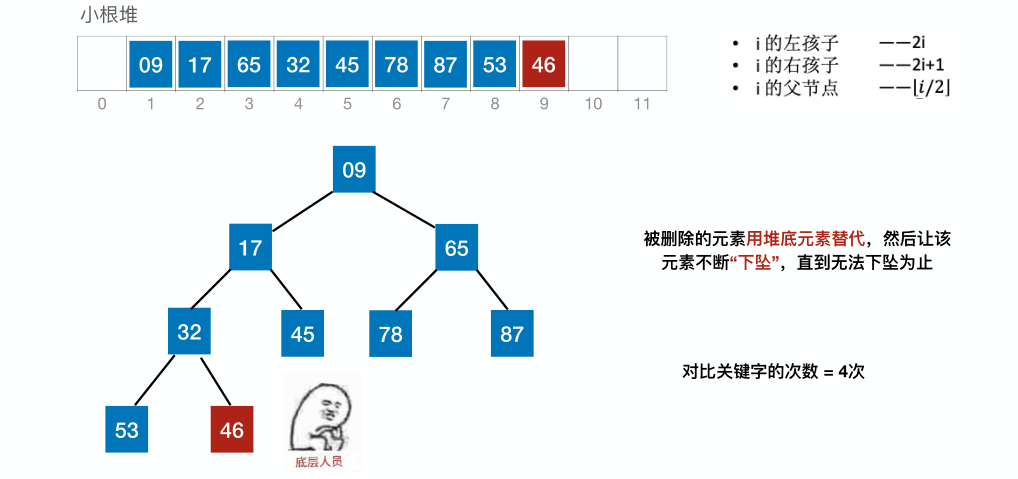 小根堆
09 17 65 32 45 78 87 53 46
0 1 2 3 4 5 6 7 8 9 10 11
• i 的左孩子 ——2i
• i 的右孩子 ——2i+1
• i 的父节点 ——⌊i/2⌋
09
17 65
32 45 78 87
53 46
被删除的元素用堆底元素替代，然后让该
元素不断“下坠”，直到无法下坠为止
对比关键字的次数 = 4次
底层人员